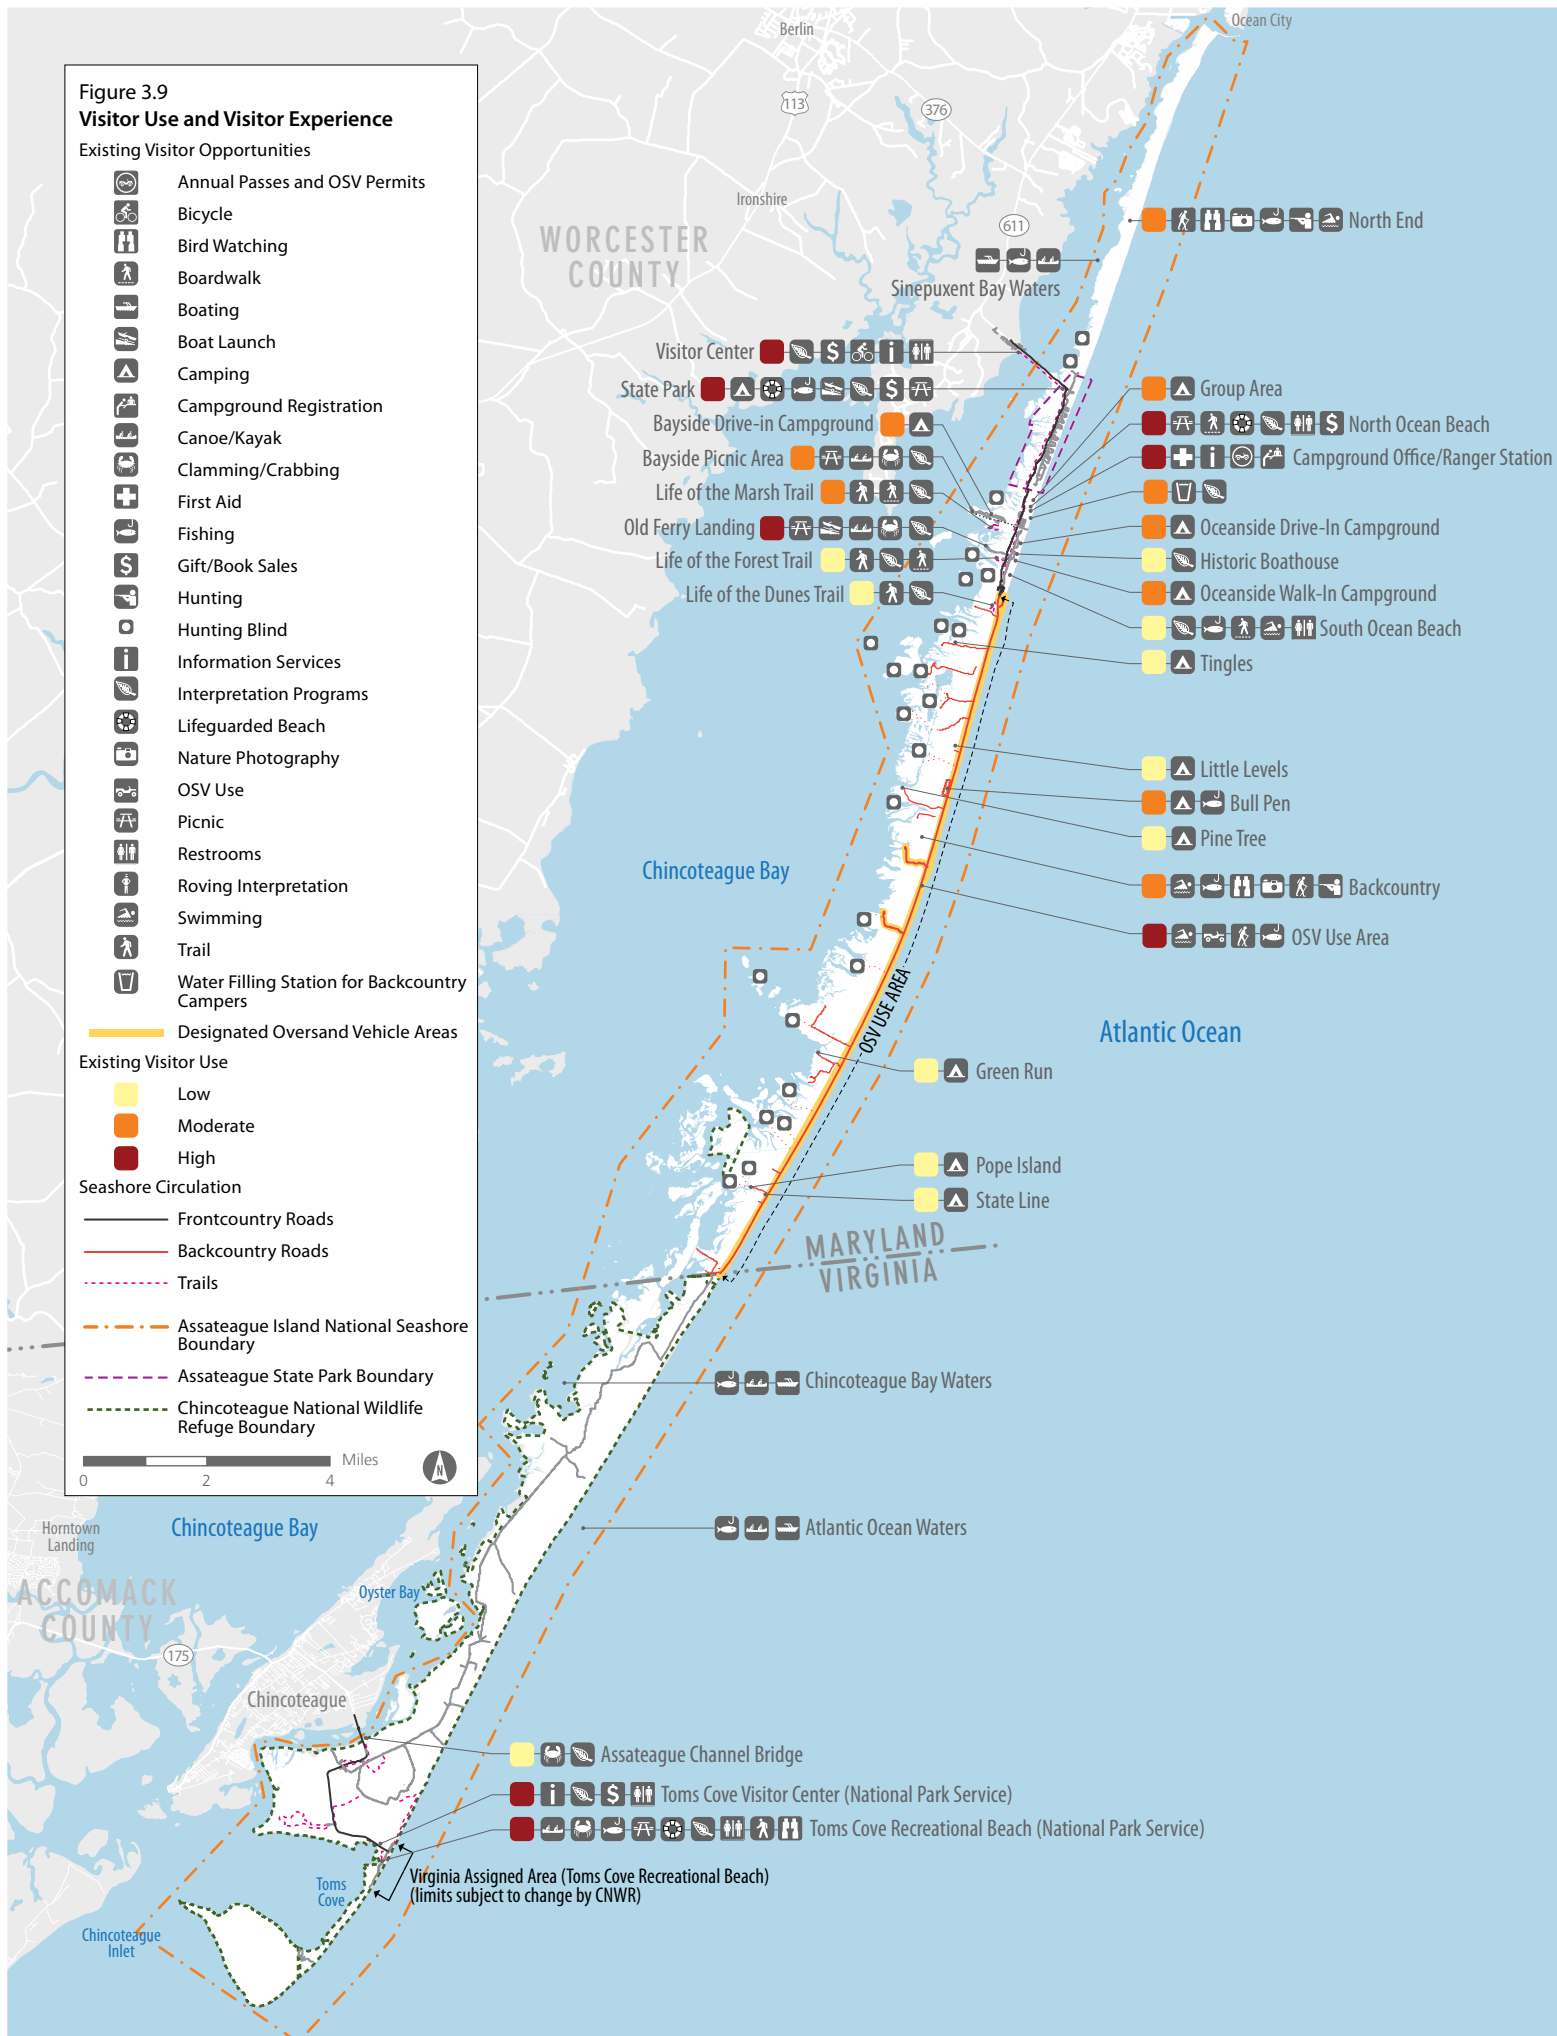 Figure 3.9
Visitor Use and Visitor Experience
Existing Visitor Opportunities
Annual Passes and OSV Permits
Bicycle
Bird Watching
Boardwalk
Boating
Boat Launch
Camping
Campground Registration
Canoe/Kayak
Clamming/Crabbing
First Aid
Fishing
Gift/Book Sales
Hunting
Hunting Blind
Information Services
Interpretation Programs
Lifeguarded Beach
Nature Photography
OSV Use
Picnic
Restrooms
Roving Interpretation
Swimming
Trail
Water Filling Station for Backcountry
Campers
Designated Oversand Vehicle Areas
Existing Visitor Use
Low
Moderate
High
Seashore Circulation
Frontcountry Roads
Backcountry Roads
Trails
Assateague Island National Seashore
Boundary
Assateague State Park Boundary
Chincoteague National Wildlife
Refuge Boundary
Miles
0 2 4
N
Ocean City
Berlin
113
376
Ironshire
WORCESTER
COUNTY
611
North End
Sinepuxent Bay Waters
Visitor Center
State Park
Bayside Drive-in Campground
Bayside Picnic Area
Life of the Marsh Trail
Old Ferry Landing
Life of the Forest Trail
Life of the Dunes Trail
Group Area
North Ocean Beach
Campground Office/Ranger Station
Oceanside Drive-In Campground
Historic Boathouse
Oceanside Walk-In Campground
South Ocean Beach
Tingles
Little Levels
Bull Pen
Pine Tree
Backcountry
OSV Use Area
Chincoteague Bay
OSV USE AREA
Atlantic Ocean
Green Run
Pope Island
State Line
MARYLAND
VIRGINIA
Chincoteague Bay Waters
Atlantic Ocean Waters
Horntown
Landing
Chincoteague Bay
ACCOMACK
COUNTY
175
Oyster Bay
Chincoteague
Assateague Channel Bridge
Toms Cove Visitor Center (National Park Service)
Toms Cove Recreational Beach (National Park Service)
Virginia Assigned Area (Toms Cove Recreational Beach)
(limits subject to change by CNWR)
Toms
Cove
Chincoteague
Inlet